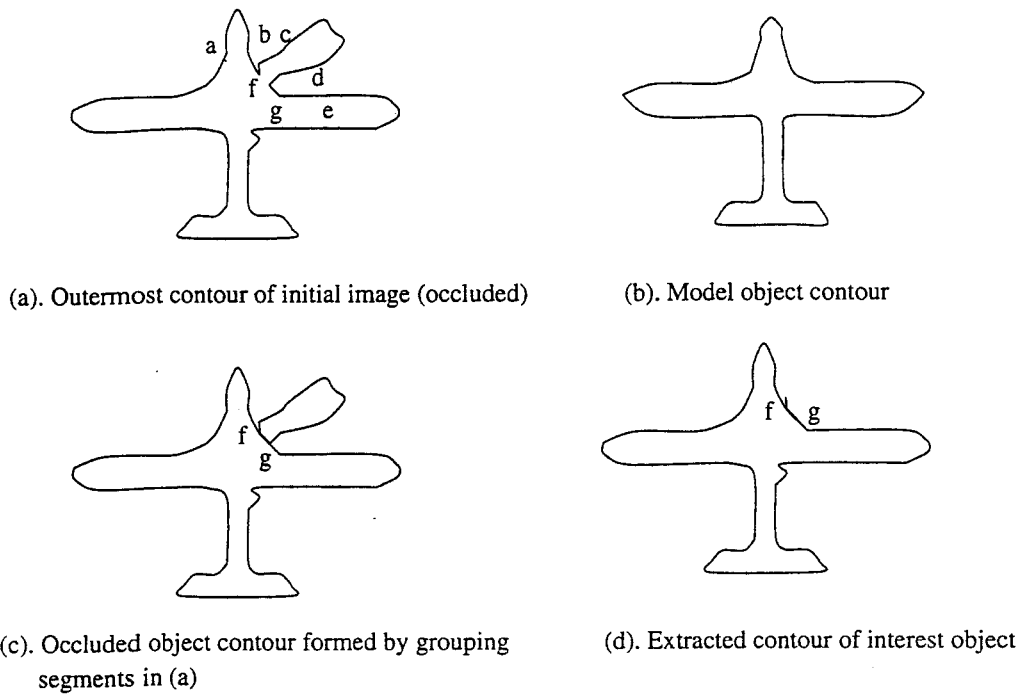 a b c
d
f
g e
(a). Outermost contour of initial image (occluded)
(b). Model object contour
f
g
f g
(c). Occluded object contour formed by grouping
segments in (a)
(d). Extracted contour of interest object